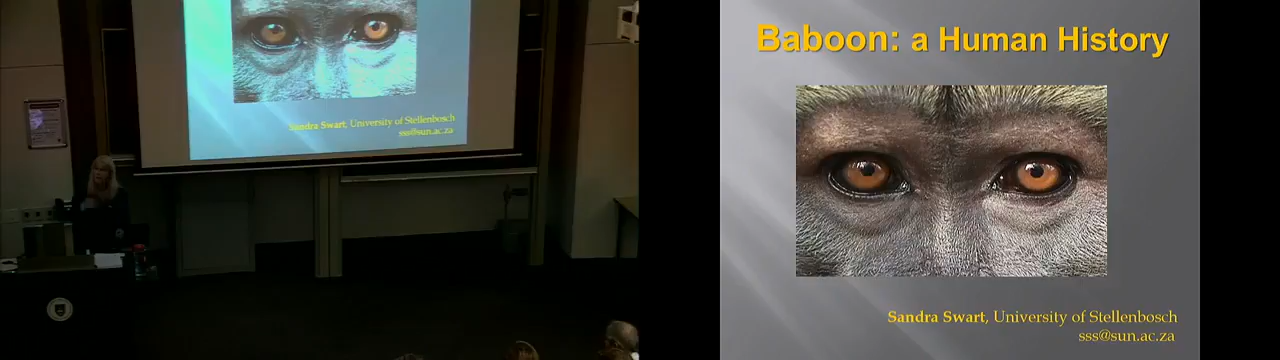 Sandra Swart, University of Stellenbosch
sss@sun.ac.za
Baboon: a Human History
Sandra Swart, University of Stellenbosch
sss@sun.ac.za